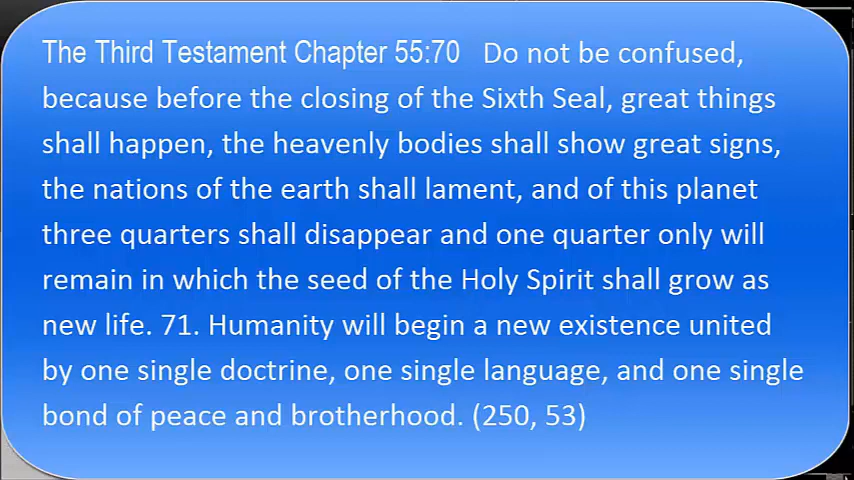 The Third Testament Chapter 55:70 Do not be confused,
because before the closing of the Sixth Seal, great things
shall happen, the heavenly bodies shall show great signs,
the nations of the earth shall lament, and of this planet
three quarters shall disappear and one quarter only will
remain in which the seed of the Holy Spirit shall grow as
new life. 71. Humanity will begin a new existence united
by one single doctrine, one single language, and one single
bond of peace and brotherhood. (250, 53)